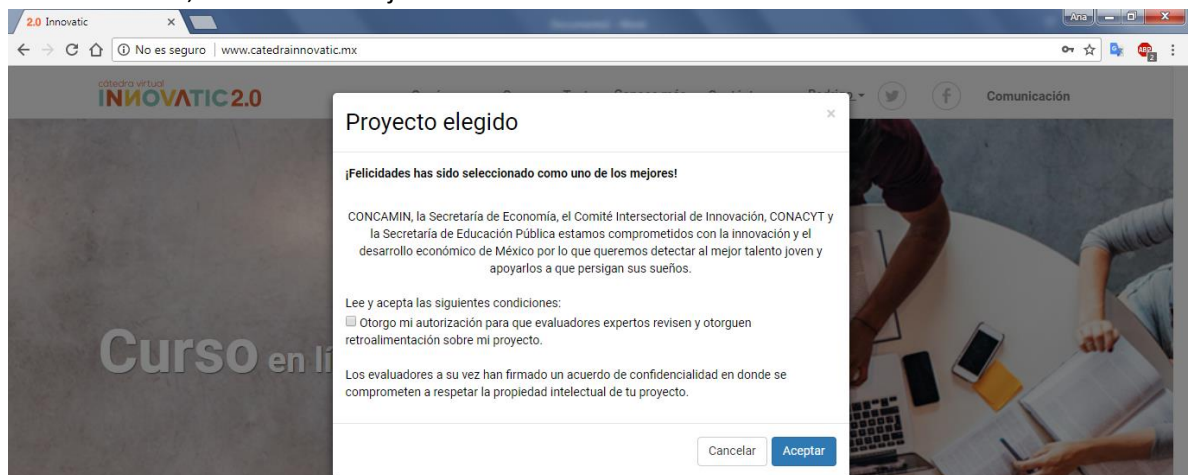 2.0 Innovatic
Ana
No es seguro | www.catedrainnovatic.mx
ABP
2
cátedra virtual
INNOVATIC 2.0
Comunicación
Proyecto elegido
¡Felicidades has sido seleccionado como uno de los mejores!
CONCAMIN, la Secretaría de Economía, el Comité Intersectorial de Innovación, CONACYT y
la Secretaría de Educación Pública estamos comprometidos con la innovación y el
desarrollo económico de México por lo que queremos detectar al mejor talento joven y
apoyarlos a que persigan sus sueños.
Lee y acepta las siguientes condiciones:
Otorgo mi autorización para que evaluadores expertos revisen y otorguen
retroalimentación sobre mi proyecto.
Los evaluadores a su vez han firmado un acuerdo de confidencialidad en donde se
comprometen a respetar la propiedad intelectual de tu proyecto.
Curso en
Cancelar
Aceptar